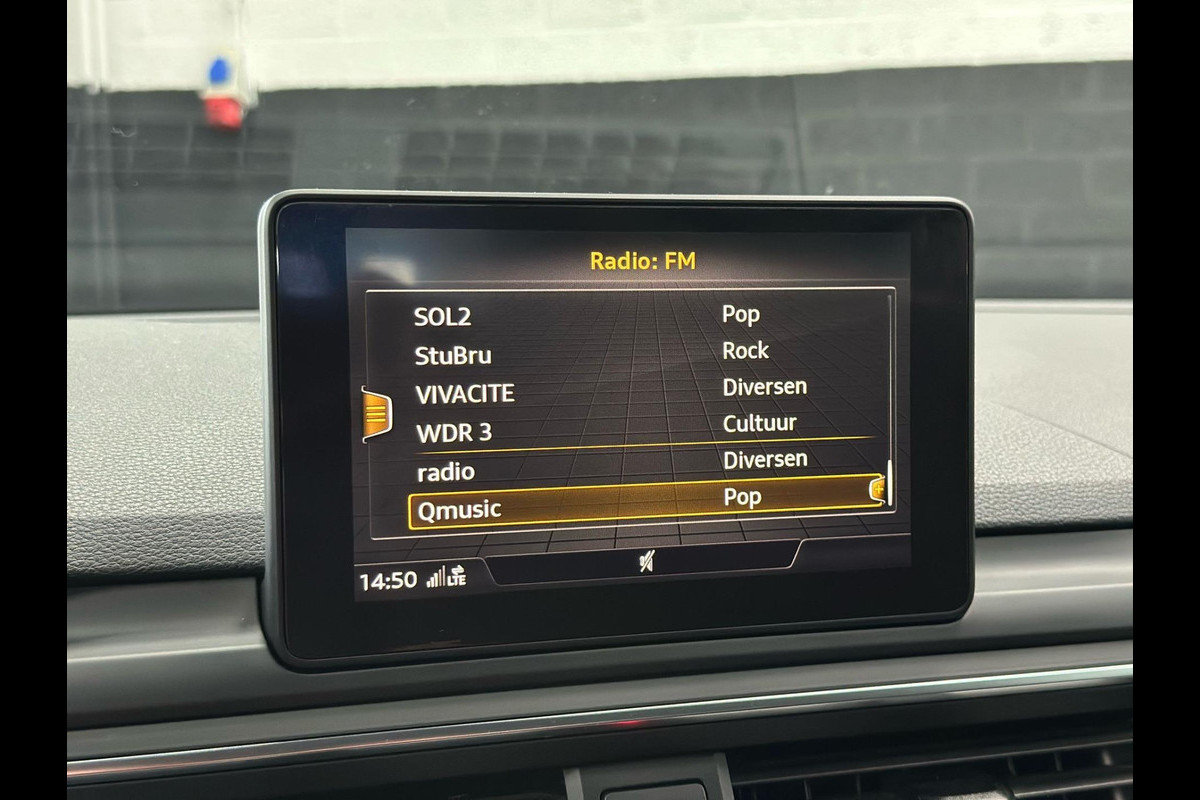 Radio: FM
SOL2 Pop
StuBru Rock
VIVACITE Diversen
WDR 3 Cultuur
radio Diversen
Qmusic Pop
14:50 LTE